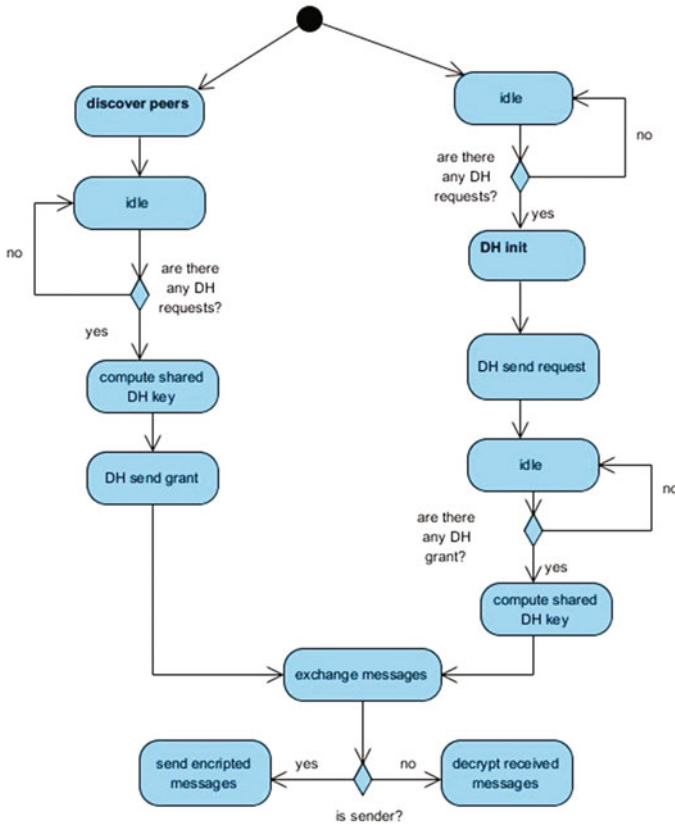 discover peers
idle
no
are there
any DH
requests?
yes
compute shared
DH key
DH send grant
idle
no
are there
any DH
requests?
yes
DH init
DH send request
idle
no
are there
any DH
grant?
yes
compute shared
DH key
exchange messages
send encripted
messages
yes
no
decrypt received
messages
is sender?